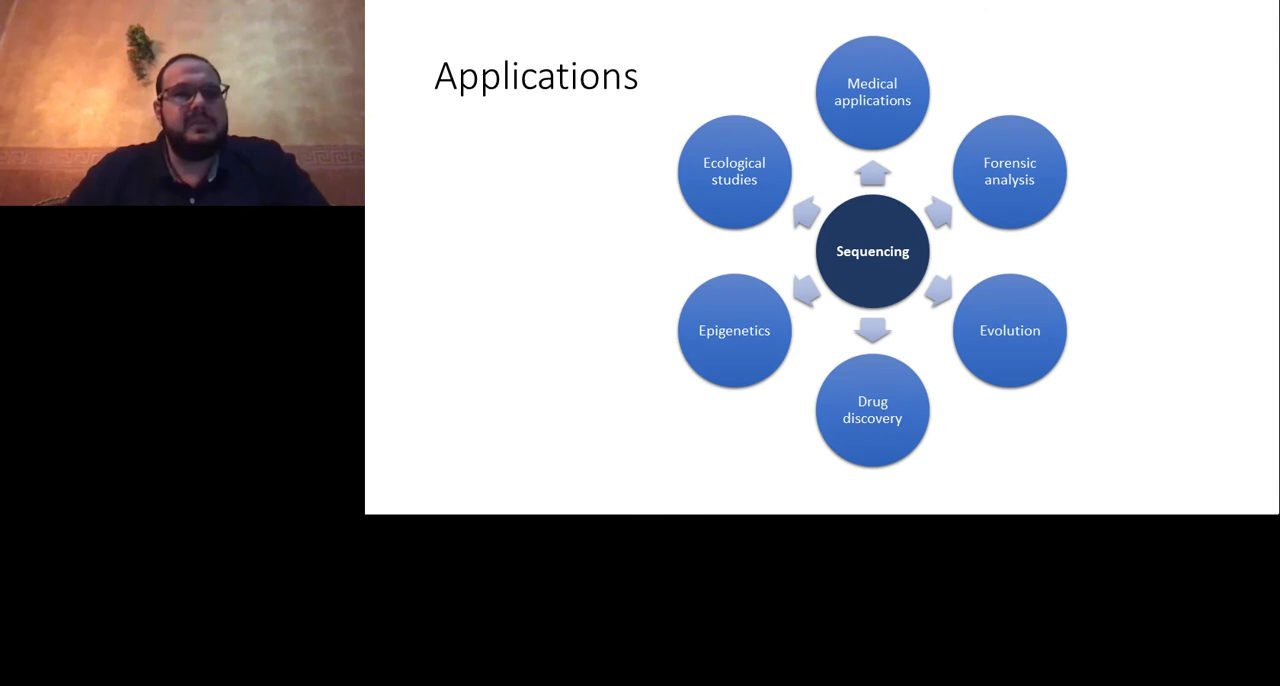 Applications
Medical
applications
Forensic
analysis
Evolution
Drug
discovery
Epigenetics
Ecological
studies
Sequencing